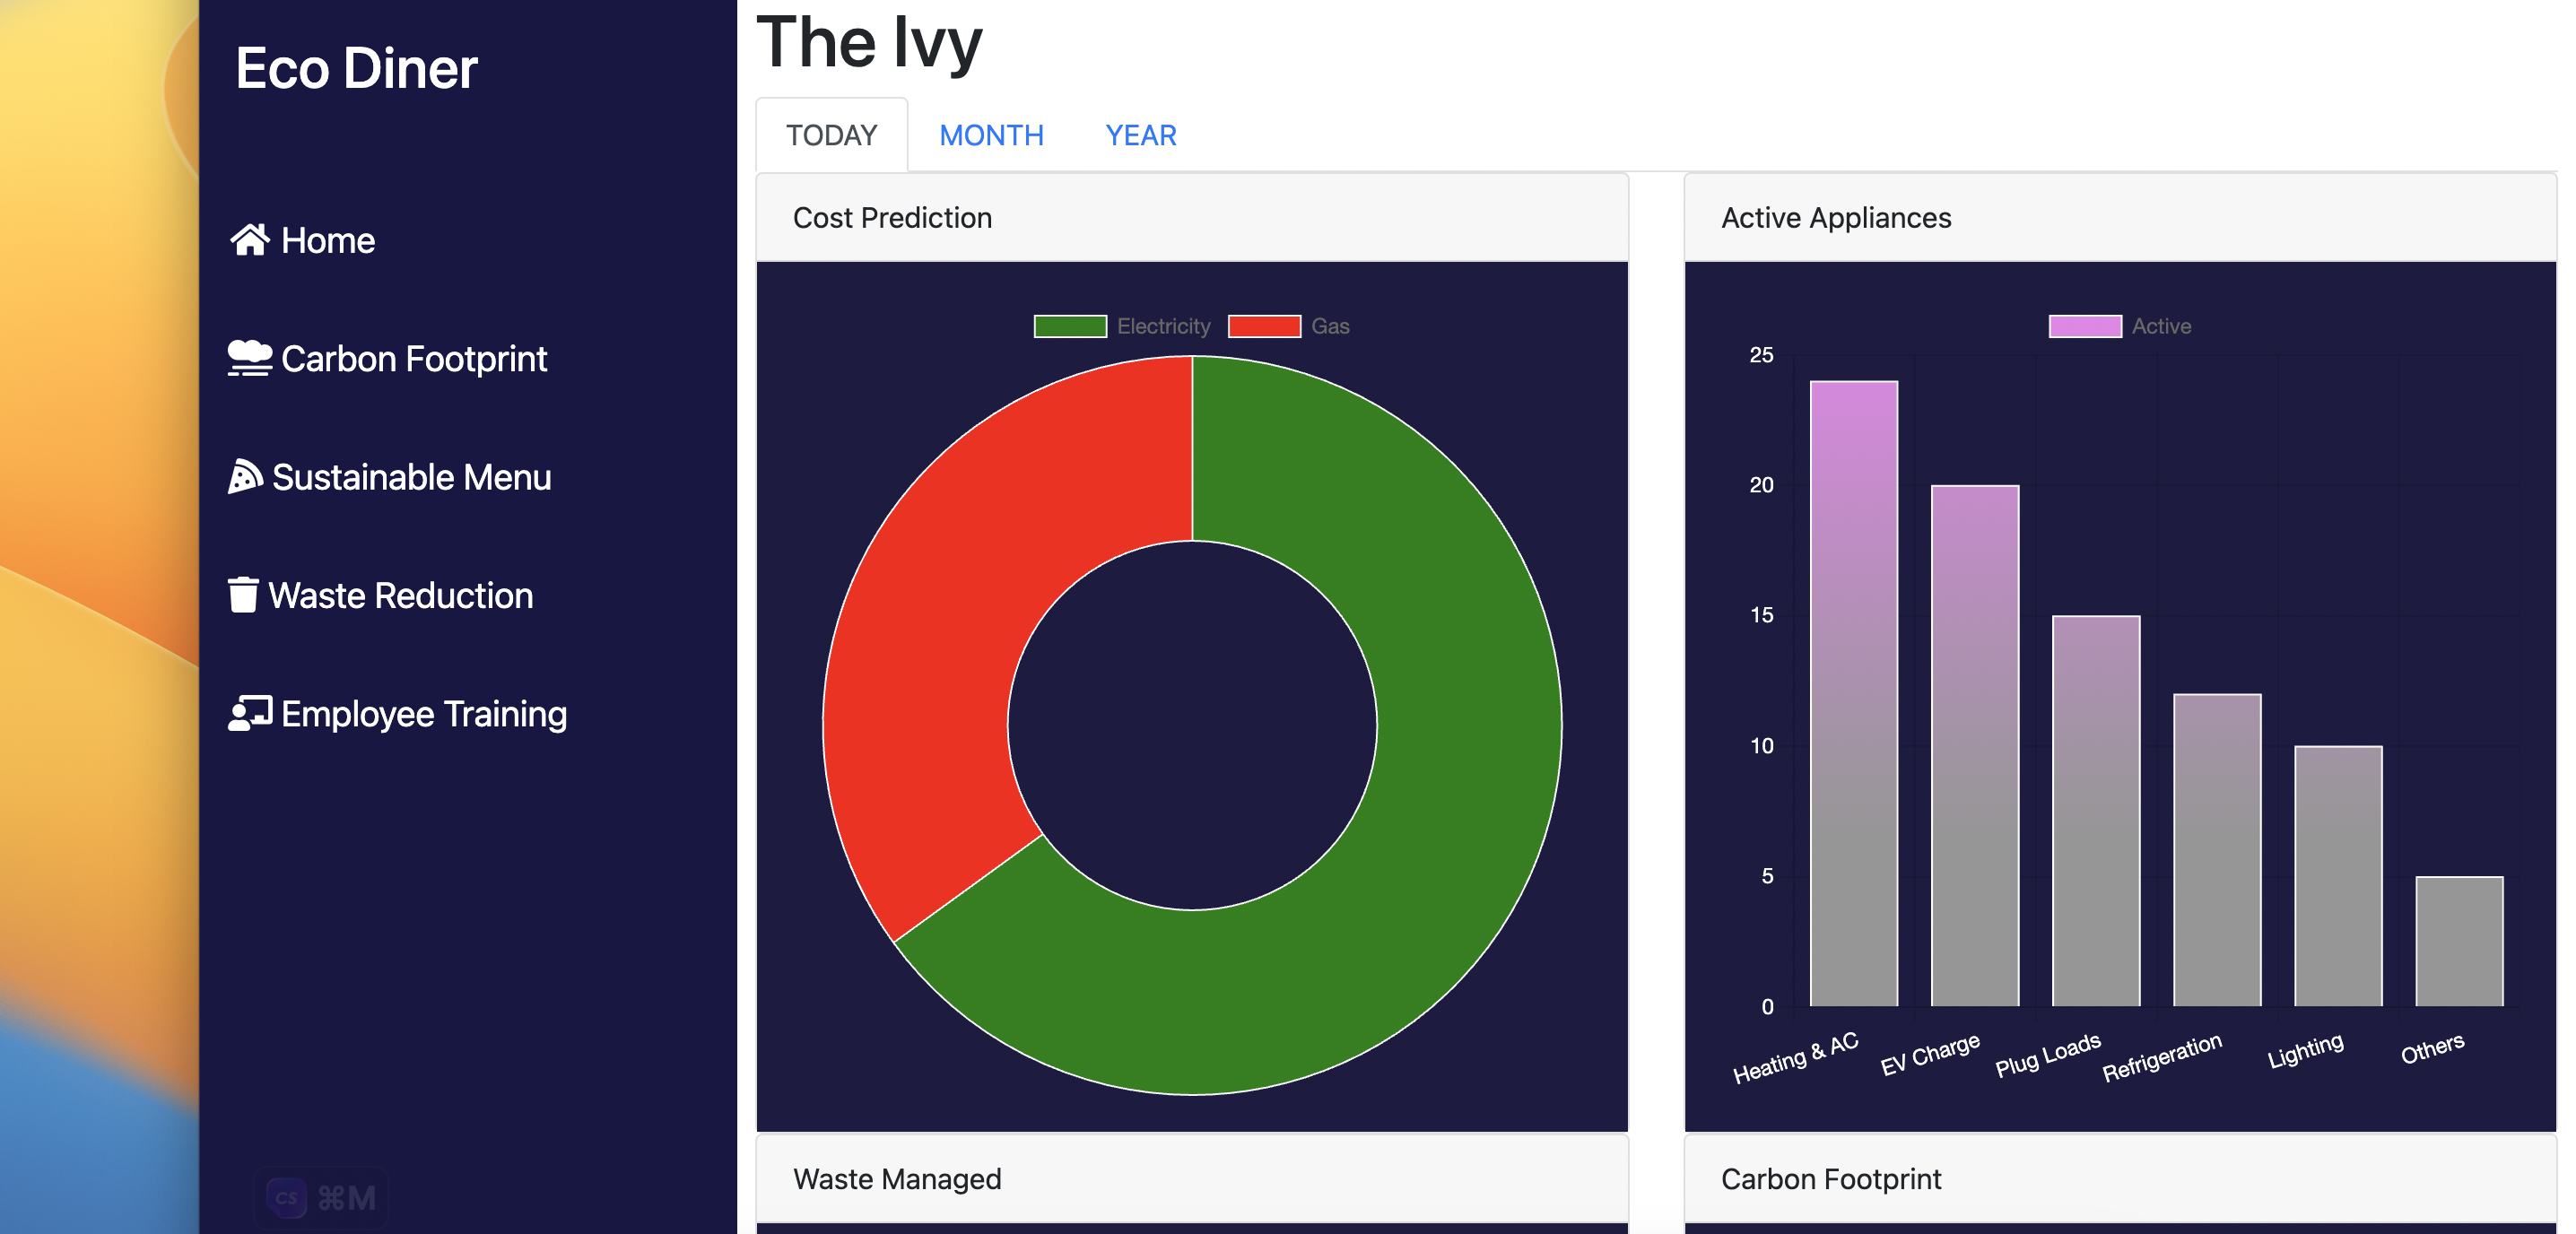 Eco Diner
Home
Carbon Footprint
Sustainable Menu
Waste Reduction
Employee Training
CS ⌘M
The Ivy
TODAY MONTH YEAR
Cost Prediction
Electricity Gas
Active Appliances
Active
25
20
15
10
5
0
Heating & AC EV Charge Plug Loads Refrigeration Lighting Others
Waste Managed
Carbon Footprint